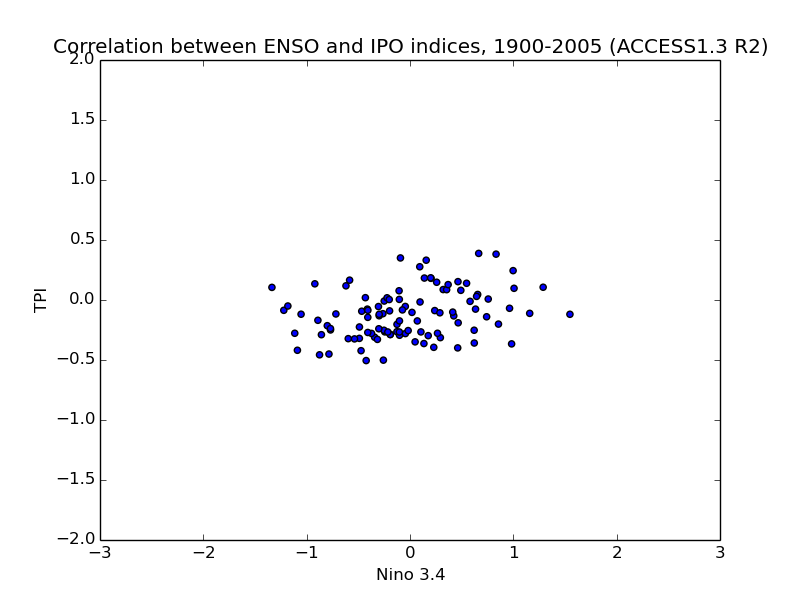 Correlation between ENSO and IPO indices, 1900-2005 (ACCESS1.3 R2)
2.0
1.5
1.0
0.5
0.0
−0.5
−1.0
−1.5
−2.0
TPI
−3 −2 −1 0 1 2 3
Nino 3.4